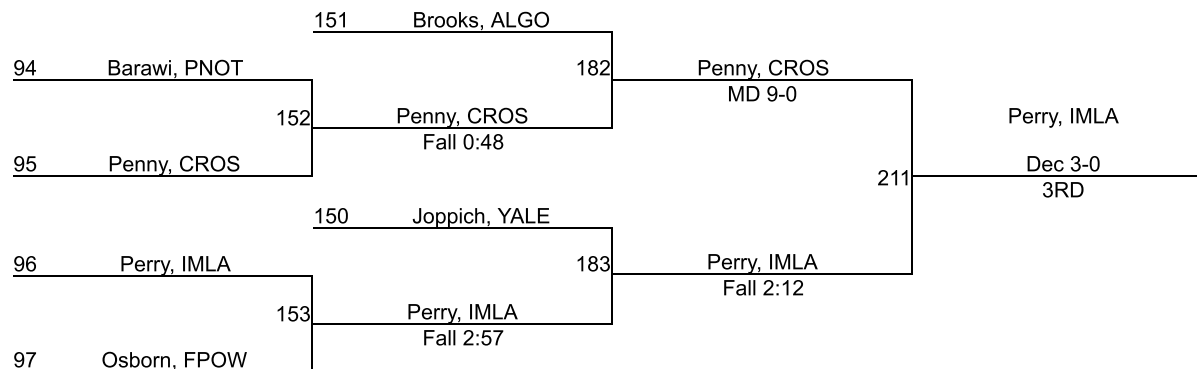 151 Brooks, ALGO
94 Barawi, PNOT
182 Penny, CROS
MD 9-0
152 Penny, CROS
Fall 0:48
Perry, IMLA
95 Penny, CROS
Dec 3-0
211
3RD
150 Joppich, YALE
96 Perry, IMLA
183 Perry, IMLA
Fall 2:12
153 Perry, IMLA
Fall 2:57
97 Osborn, FPOW